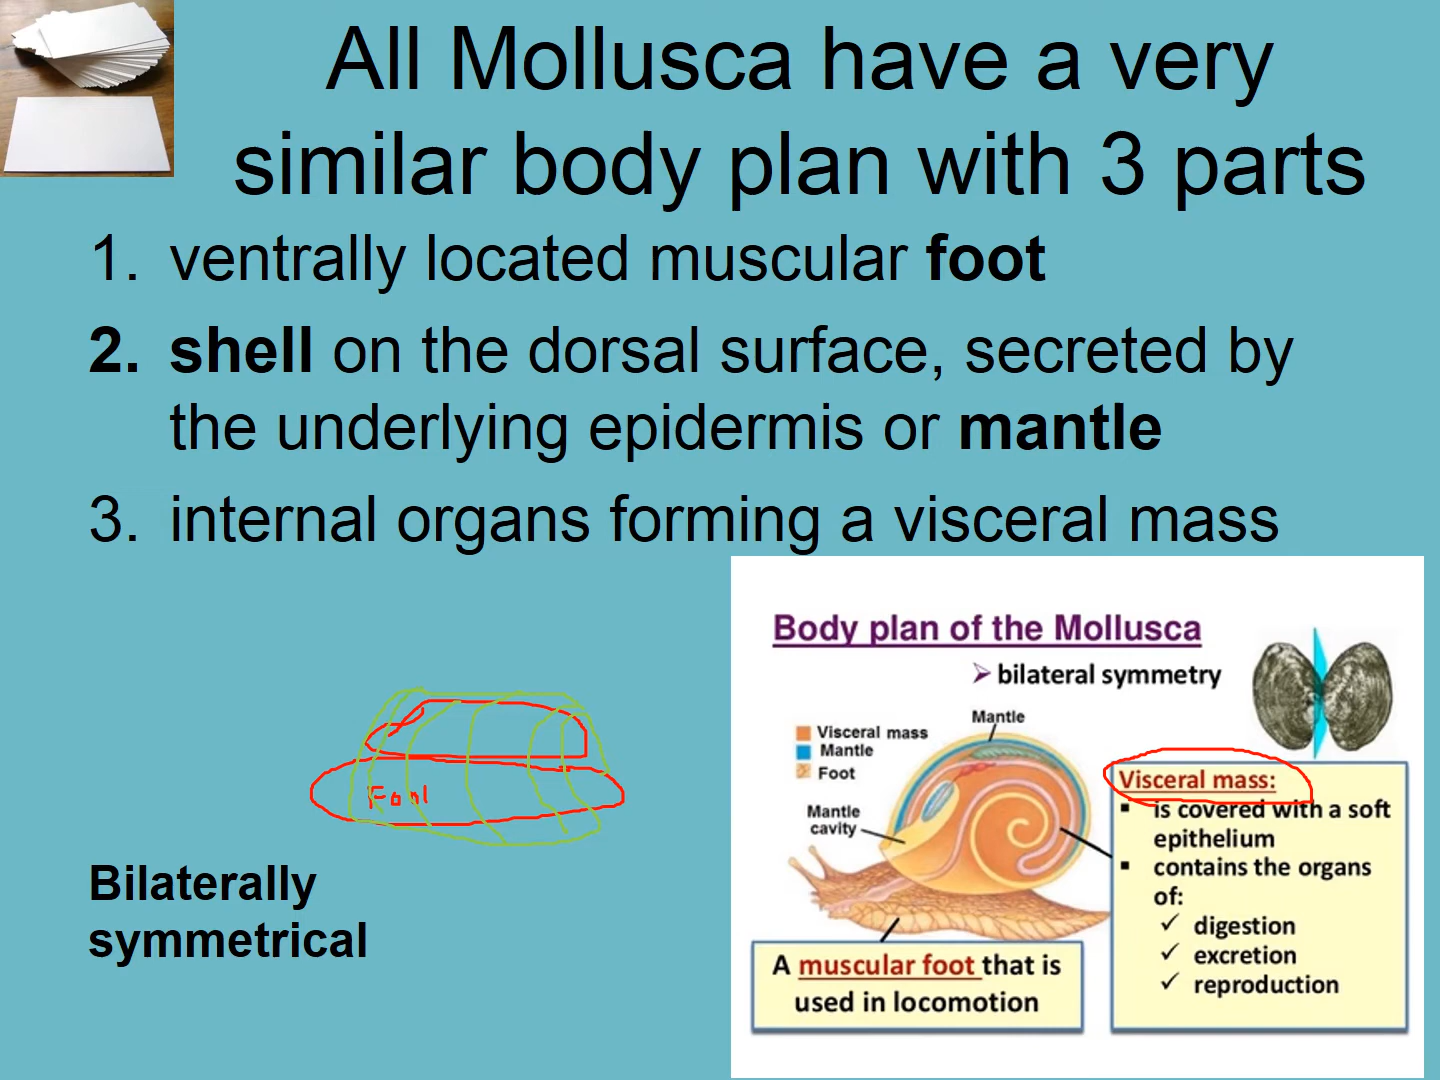 All Mollusca have a very
similar body plan with 3 parts
1. ventrally located muscular foot
2. shell on the dorsal surface, secreted by
the underlying epidermis or mantle
3. internal organs forming a visceral mass
Foot
Bilaterally
symmetrical
Body plan of the Mollusca
➢ bilateral symmetry
Mantle
Visceral mass
Mantle
Foot
Mantle
cavity
Visceral mass:
▪ is covered with a soft
epithelium
▪ contains the organs
of:
✓ digestion
✓ excretion
✓ reproduction
A muscular foot that is
used in locomotion